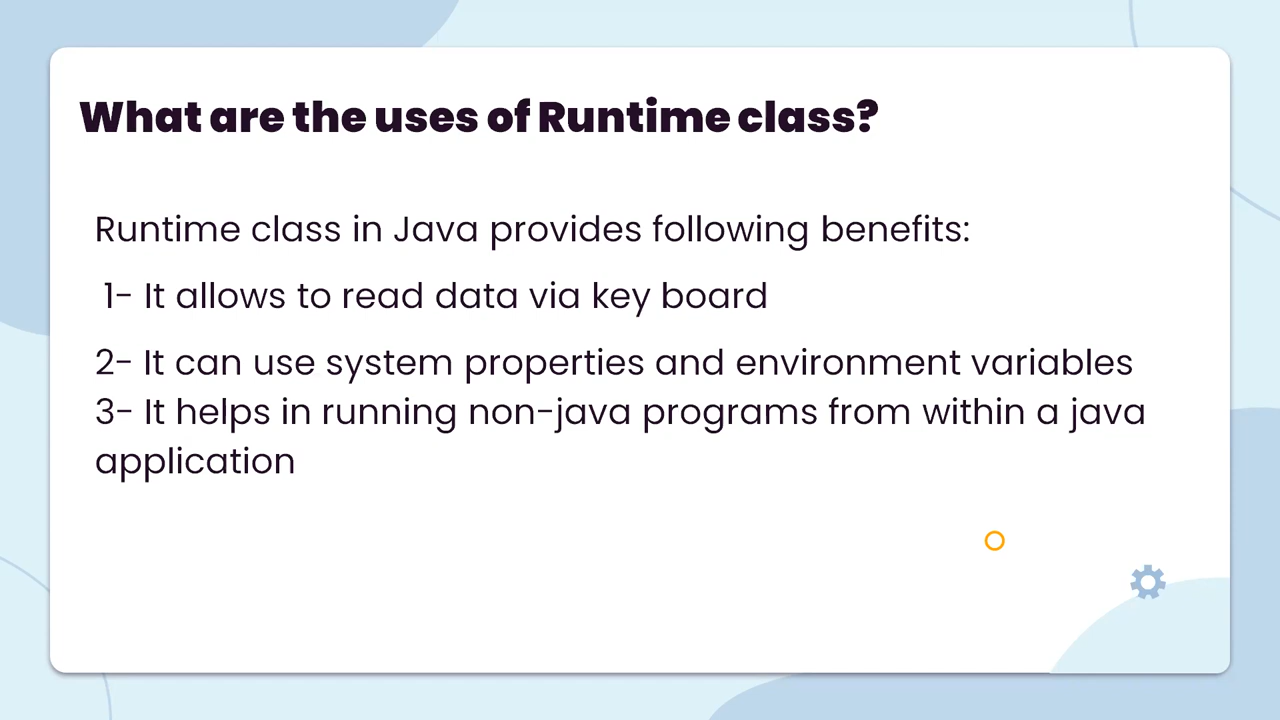 What are the uses of Runtime class?
Runtime class in Java provides following benefits:
1- It allows to read data via key board
2- It can use system properties and environment variables
3- It helps in running non-java programs from within a java
application